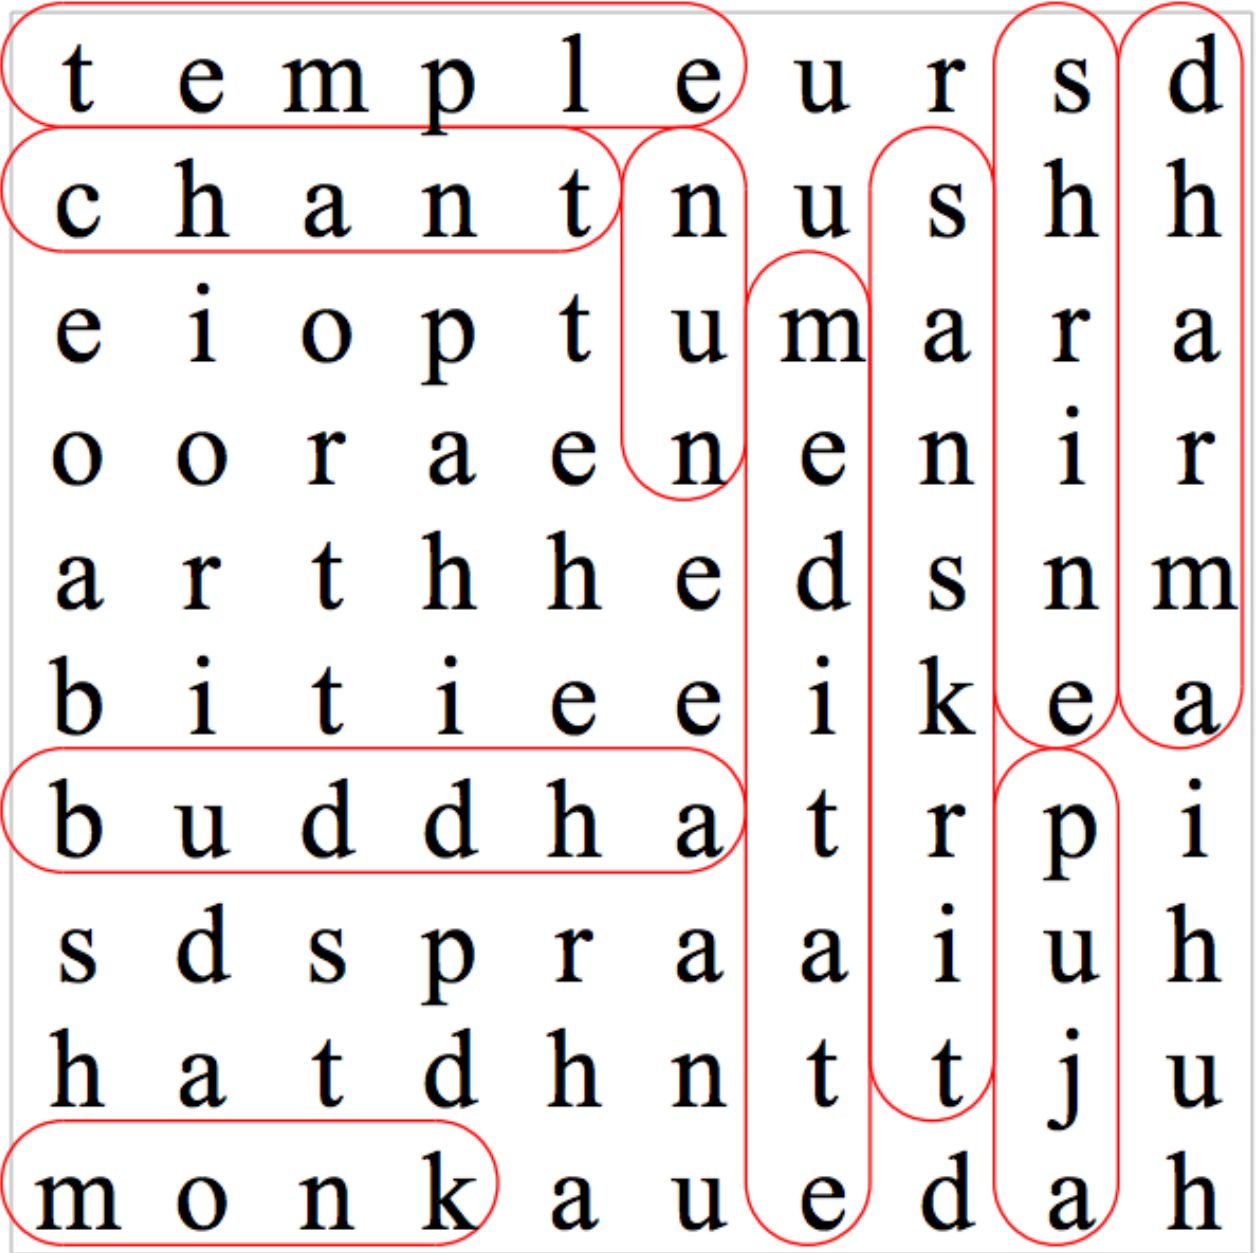 t e m p l e u r s d
c h a n t n u s h h
e i o p t u m a r a
o o r a e n e n i r
a r t h h e d s n m
b i t i e e i k e a
b u d d h a t r p i
s d s p r a a i u h
h a t d h n t t j u
m o n k a u e d a h